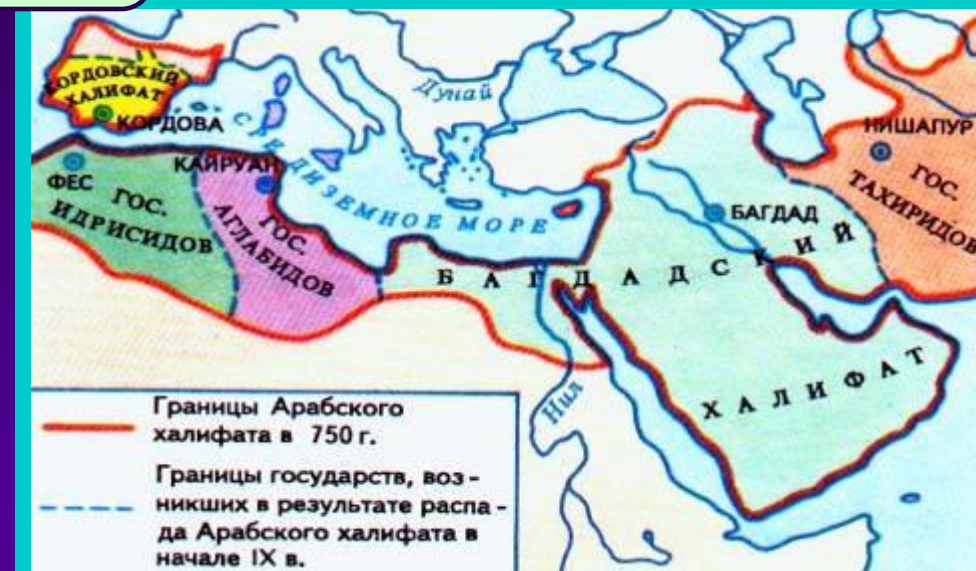 КОРДОВСКИЙ
ХАЛИФАТ
КОРДОВА
Дунай
СРЕДИЗЕМНОЕ МОРЕ
КАЙРУАН
ФЕС
ГОС.
ИДРИСИДОВ
ГОС.
АГЛАБИДОВ
НИШАПУР
ГОС.
ТАХИРИДОВ
БАГДАД
БАГДАДСКИЙ
ХАЛИФАТ
Нил
Границы Арабского
халифата в 750 г.
Границы государств, воз-
никших в результате распа-
да Арабского халифата в
начале IX в.